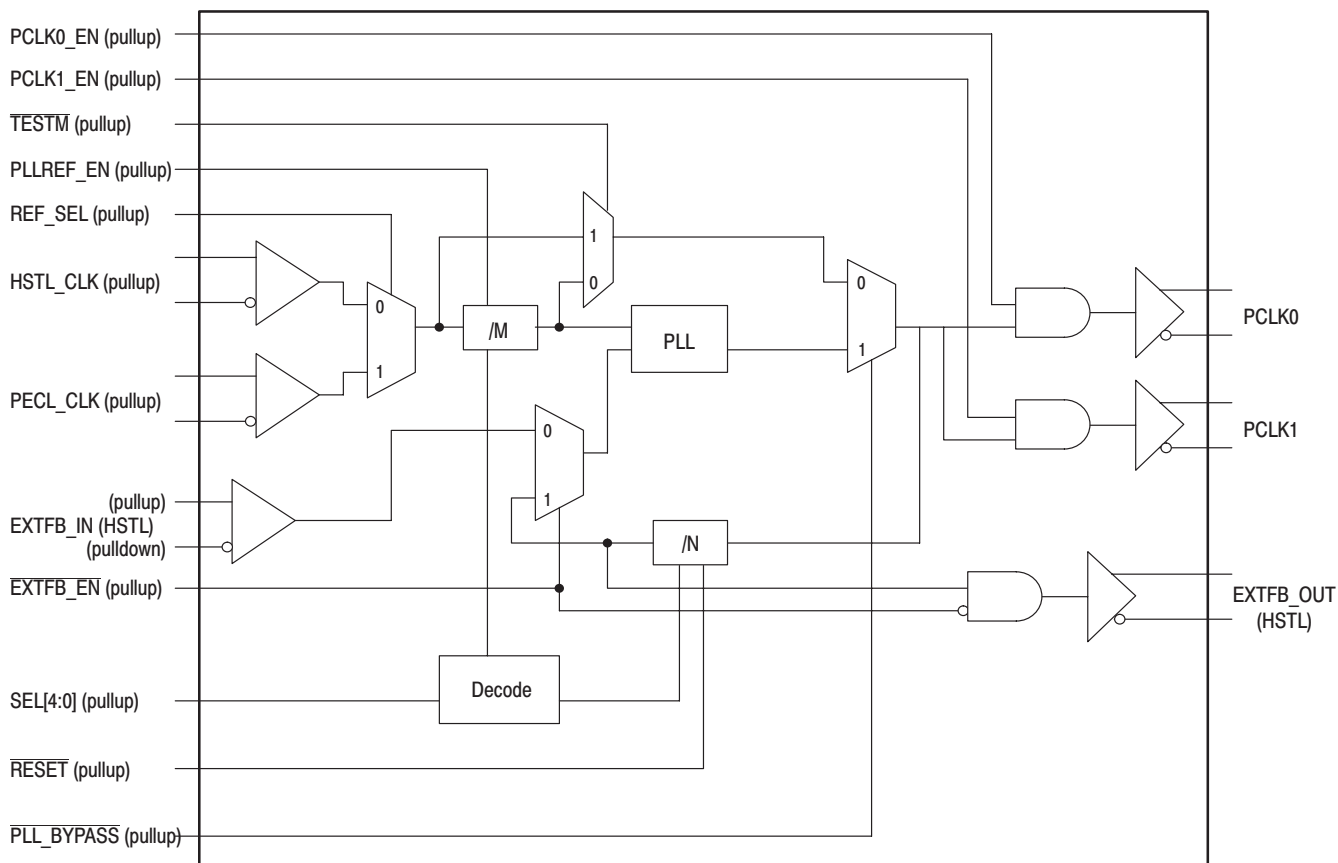 PCLK0_EN (pullup)
PCLK1_EN (pullup)
TESTM (pullup)
PLLREF_EN (pullup)
REF_SEL (pullup)
HSTL_CLK (pullup)
PECL_CLK (pullup)
(pullup)
EXTFB_IN (HSTL)
(pulldown)
EXTFB_EN (pullup)
SEL[4:0] (pullup)
RESET (pullup)
PLL_BYPASS (pullup)
0
1
/M
1
0
PLL
0
1
/N
Decode
0
1
PCLK0
PCLK1
EXTFB_OUT
(HSTL)